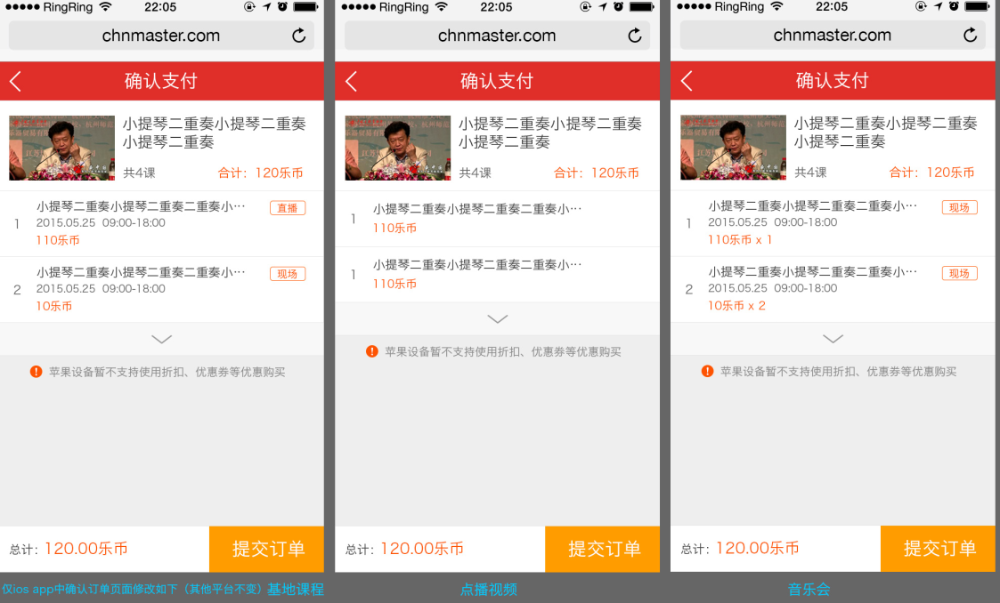 RingRing 22:05
chnmaster.com
确认支付
小提琴二重奏小提琴二重奏
小提琴二重奏
共4课 合计：120乐币
1 小提琴二重奏小提琴二重奏二重奏小··· 直播
2015.05.25 09:00-18:00
110乐币
2 小提琴二重奏小提琴二重奏二重奏小··· 现场
2015.05.25 09:00-18:00
10乐币
苹果设备暂不支持使用折扣、优惠券等优惠购买
总计：120.00乐币 提交订单
仅ios app中确认订单页面修改如下（其他平台不变）基地课程
RingRing 22:05
chnmaster.com
确认支付
小提琴二重奏小提琴二重奏
小提琴二重奏
共4课 合计：120乐币
1 小提琴二重奏小提琴二重奏二重奏小···
110乐币
1 小提琴二重奏小提琴二重奏二重奏小···
110乐币
苹果设备暂不支持使用折扣、优惠券等优惠购买
总计：120.00乐币 提交订单
点播视频
RingRing 22:05
chnmaster.com
确认支付
小提琴二重奏小提琴二重奏
小提琴二重奏
共4课 合计：120乐币
1 小提琴二重奏小提琴二重奏二重奏小··· 现场
2015.05.25 09:00-18:00
110乐币 x 1
2 小提琴二重奏小提琴二重奏二重奏小··· 现场
2015.05.25 09:00-18:00
10乐币 x 2
苹果设备暂不支持使用折扣、优惠券等优惠购买
总计：120.00乐币 提交订单
音乐会